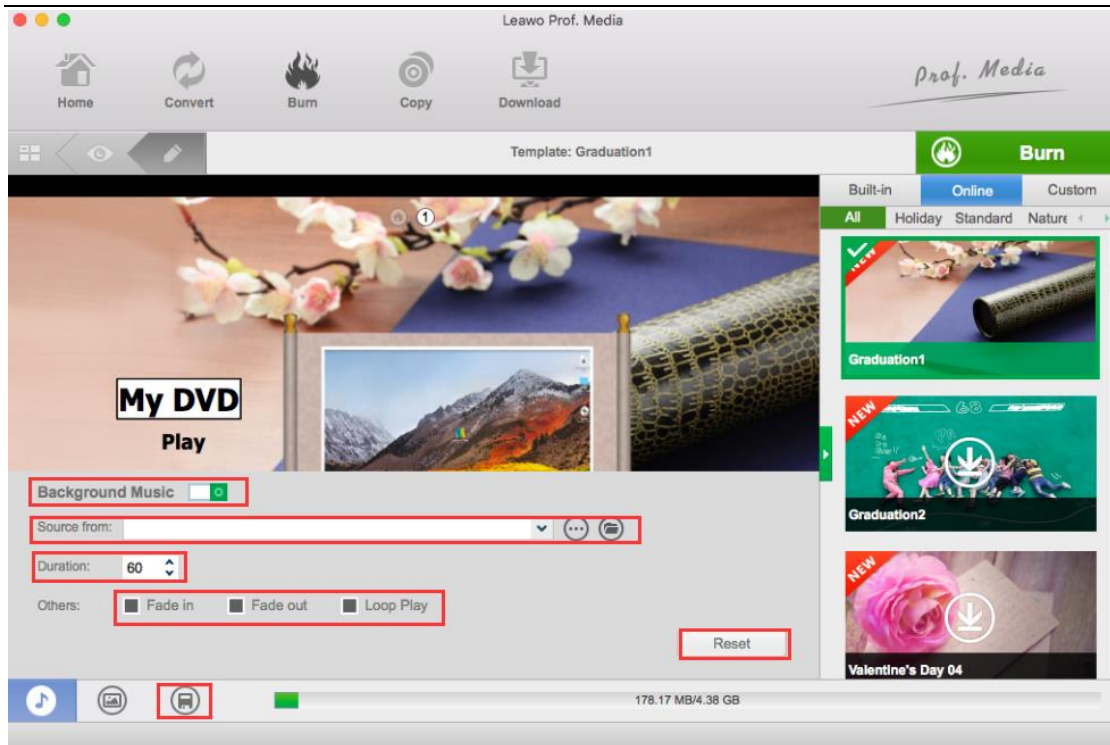 Leawo Prof. Media
Home Convert Burn Copy Download
Prof. Media
Template: Graduation1
Burn
Built-in Online Custom
All Holiday Standard Nature
1
NEW
Graduation1
My DVD
Play
NEW
68
Graduation2
Background Music
Source from:
Duration: 60
Others: Fade in Fade out Loop Play
Reset
NEW
Valentine's Day 04
178.17 MB/4.38 GB